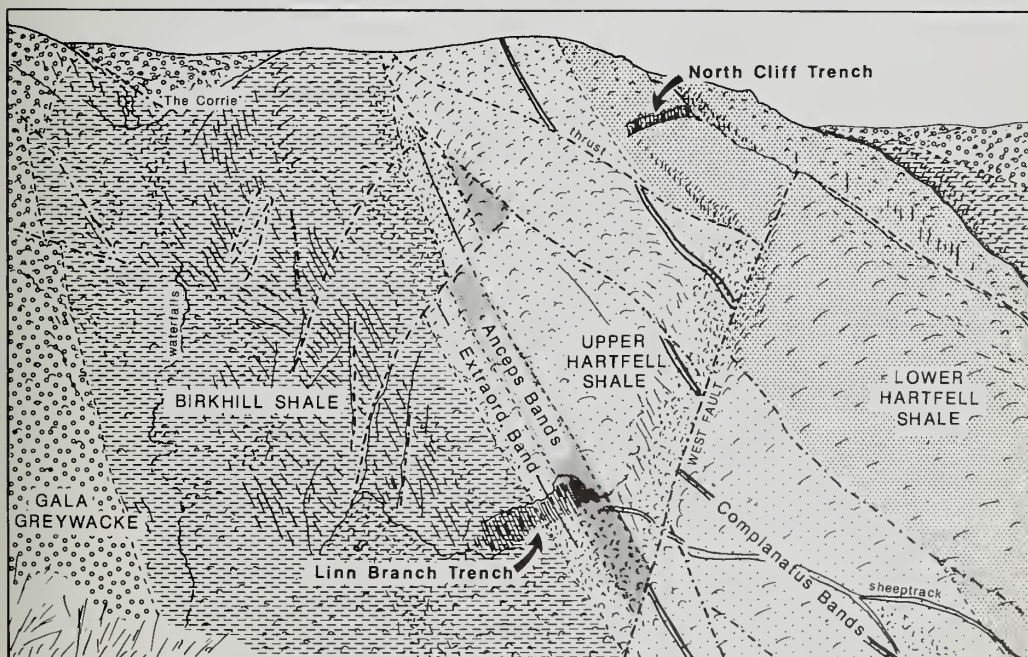 North Cliff Trench
The Corrie
thrust
waterfalls
Anceps Bands
Extraord. Band
UPPER
HARTFELL
SHALE
LOWER
HARTFELL
SHALE
BIRKHILL SHALE
WEST FAULT
GALA
GREYWACKE
Complanatus Bands
Linn Branch Trench
sheeptrack